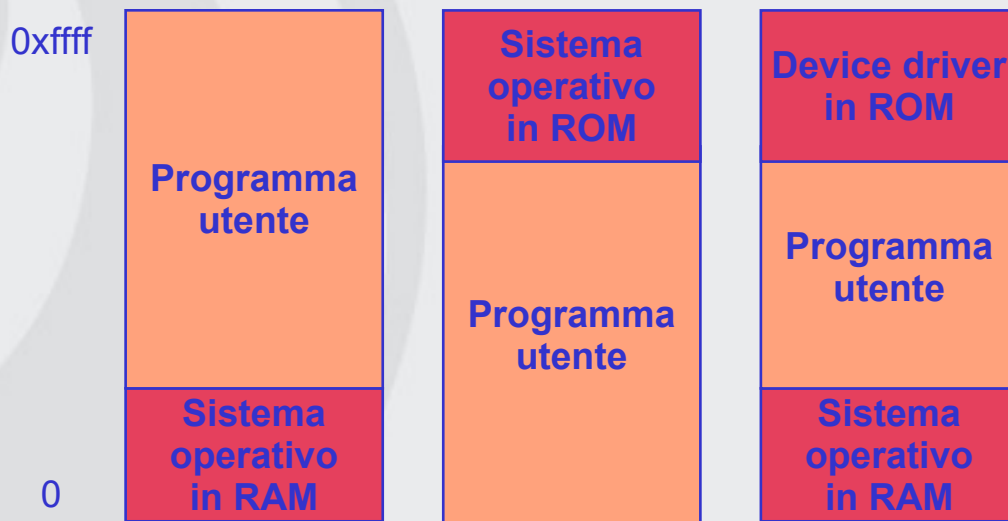 0xffff
Programma
utente
Sistema
operativo
in RAM
0
Sistema
operativo
in ROM
Programma
utente
Device driver
in ROM
Programma
utente
Sistema
operativo
in RAM